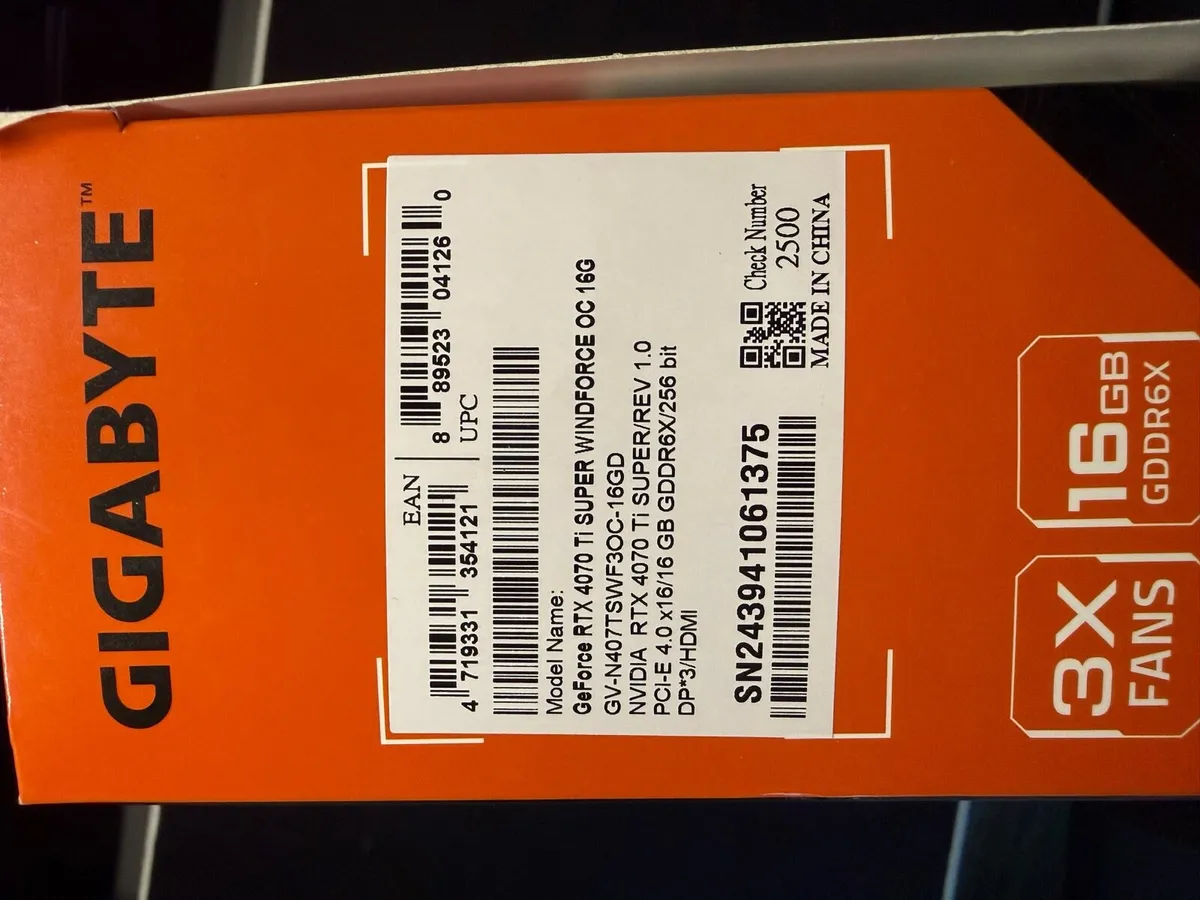 GIGABYTE™
EAN
4 719331 354121
8 89523 04126 0
UPC
Model Name:
GeForce RTX 4070 Ti SUPER WINDFORCE OC 16G
GV-N407TSWF3OC-16GD
NVIDIA RTX 4070 Ti SUPER/REV 1.0
PCI-E 4.0 x16/16 GB GDDR6X/256 bit
DP*3/HDMI
SN243941061375
Check Number
2500
MADE IN CHINA
3X
FANS
16GB
GDDR6X